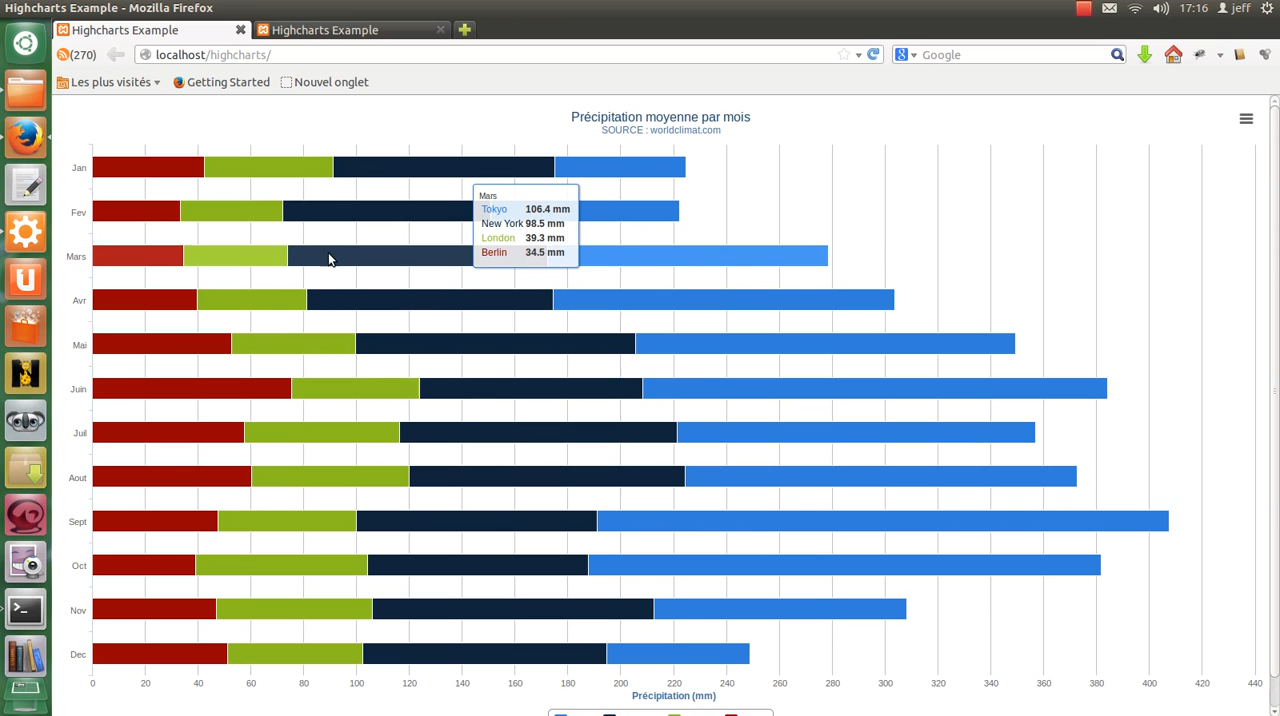 Highcharts Example - Mozilla Firefox
17:16 jeff
Highcharts Example
Highcharts Example
(270) localhost/highcharts/
Google
Les plus visités
Getting Started
Nouvel onglet
Précipitation moyenne par mois
SOURCE : worldclimat.com
Jan
Fev
Mars
Avr
Mai
Juin
Juil
Aout
Sept
Oct
Nov
Dec
Mars
Tokyo 106.4 mm
New York 98.5 mm
London 39.3 mm
Berlin 34.5 mm
0 20 40 60 80 100 120 140 160 180 200 220 240 260 280 300 320 340 360 380 400 420 440
Précipitation (mm)